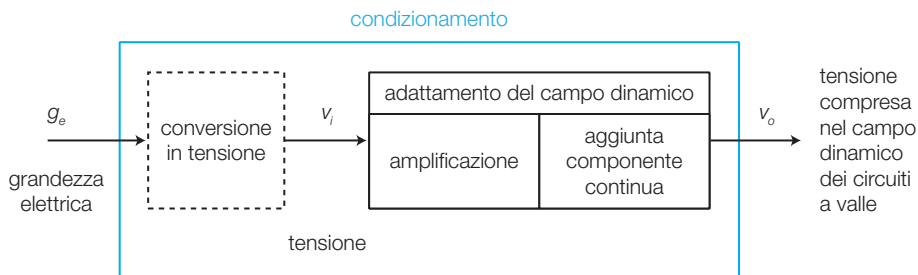 condizionamento
g_e
grandezza
elettrica
conversione
in tensione
v_i
tensione
adattamento del campo dinamico
amplificazione
aggiunta
componente
continua
v_o
tensione
compresa
nel campo
dinamico
dei circuiti
a valle